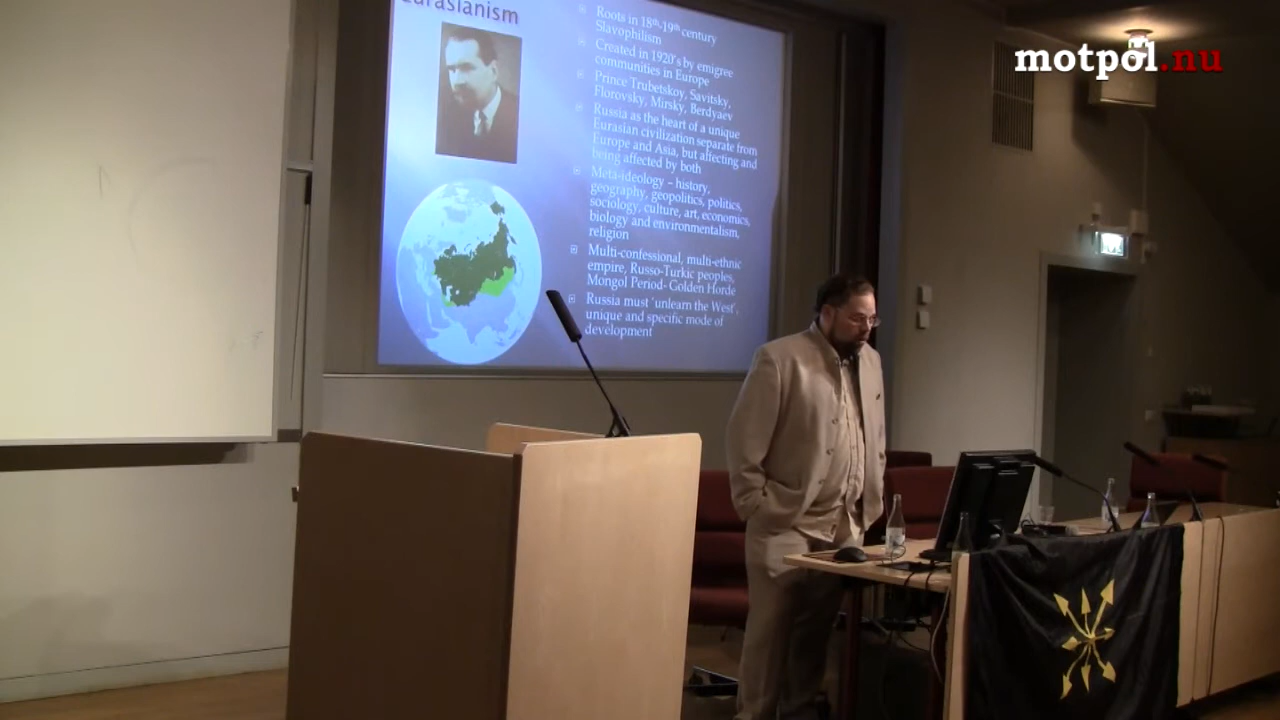 Eurasianism
motpol.nu
Roots in 18th-19th century
Slavophilism
Created in 1920's by emigree
communities in Europe
Prince Trubetskoy, Savitsky,
Florovsky, Mirsky, Berdyaev
Russia as the heart of a unique
Eurasian civilization separate from
Europe and Asia, but affecting and
being affected by both
Meta-ideology – history,
geography, geopolitics, politics,
sociology, culture, art, economics,
biology and environmentalism,
religion
Multi-confessional, multi-ethnic
empire, Russo-Turkic peoples,
Mongol Period- Golden Horde
Russia must 'unlearn the West',
unique and specific mode of
development